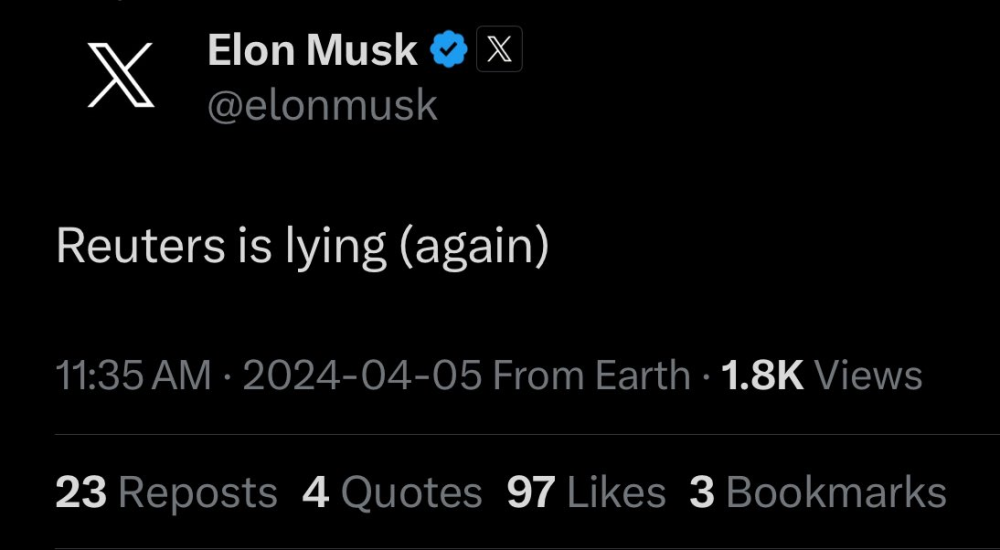 Elon Musk
@elonmusk
Reuters is lying (again)
11:35 AM · 2024-04-05 From Earth · 1.8K Views
23 Reposts 4 Quotes 97 Likes 3 Bookmarks